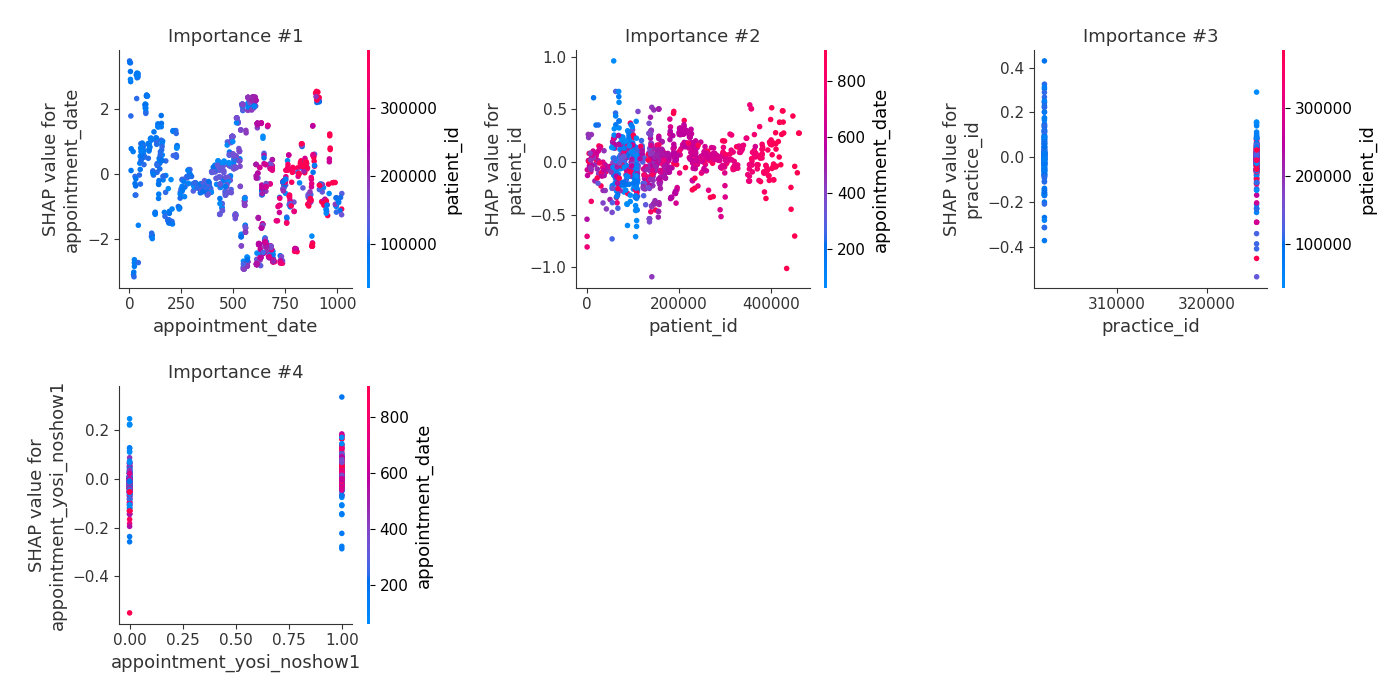 Importance #1
SHAP value for
appointment_date
2
0
−2
0
250
500
750
1000
appointment_date
300000
200000
100000
patient_id
Importance #2
SHAP value for
patient_id
1.0
0.5
0.0
−0.5
−1.0
0
200000
400000
patient_id
800
600
400
200
appointment_date
Importance #3
SHAP value for
practice_id
0.4
0.2
0.0
−0.2
−0.4
310000
320000
practice_id
300000
200000
100000
patient_id
Importance #4
SHAP value for
appointment_yosi_noshow1
0.2
0.0
−0.2
−0.4
0.00
0.25
0.50
0.75
1.00
appointment_yosi_noshow1
800
600
400
200
appointment_date